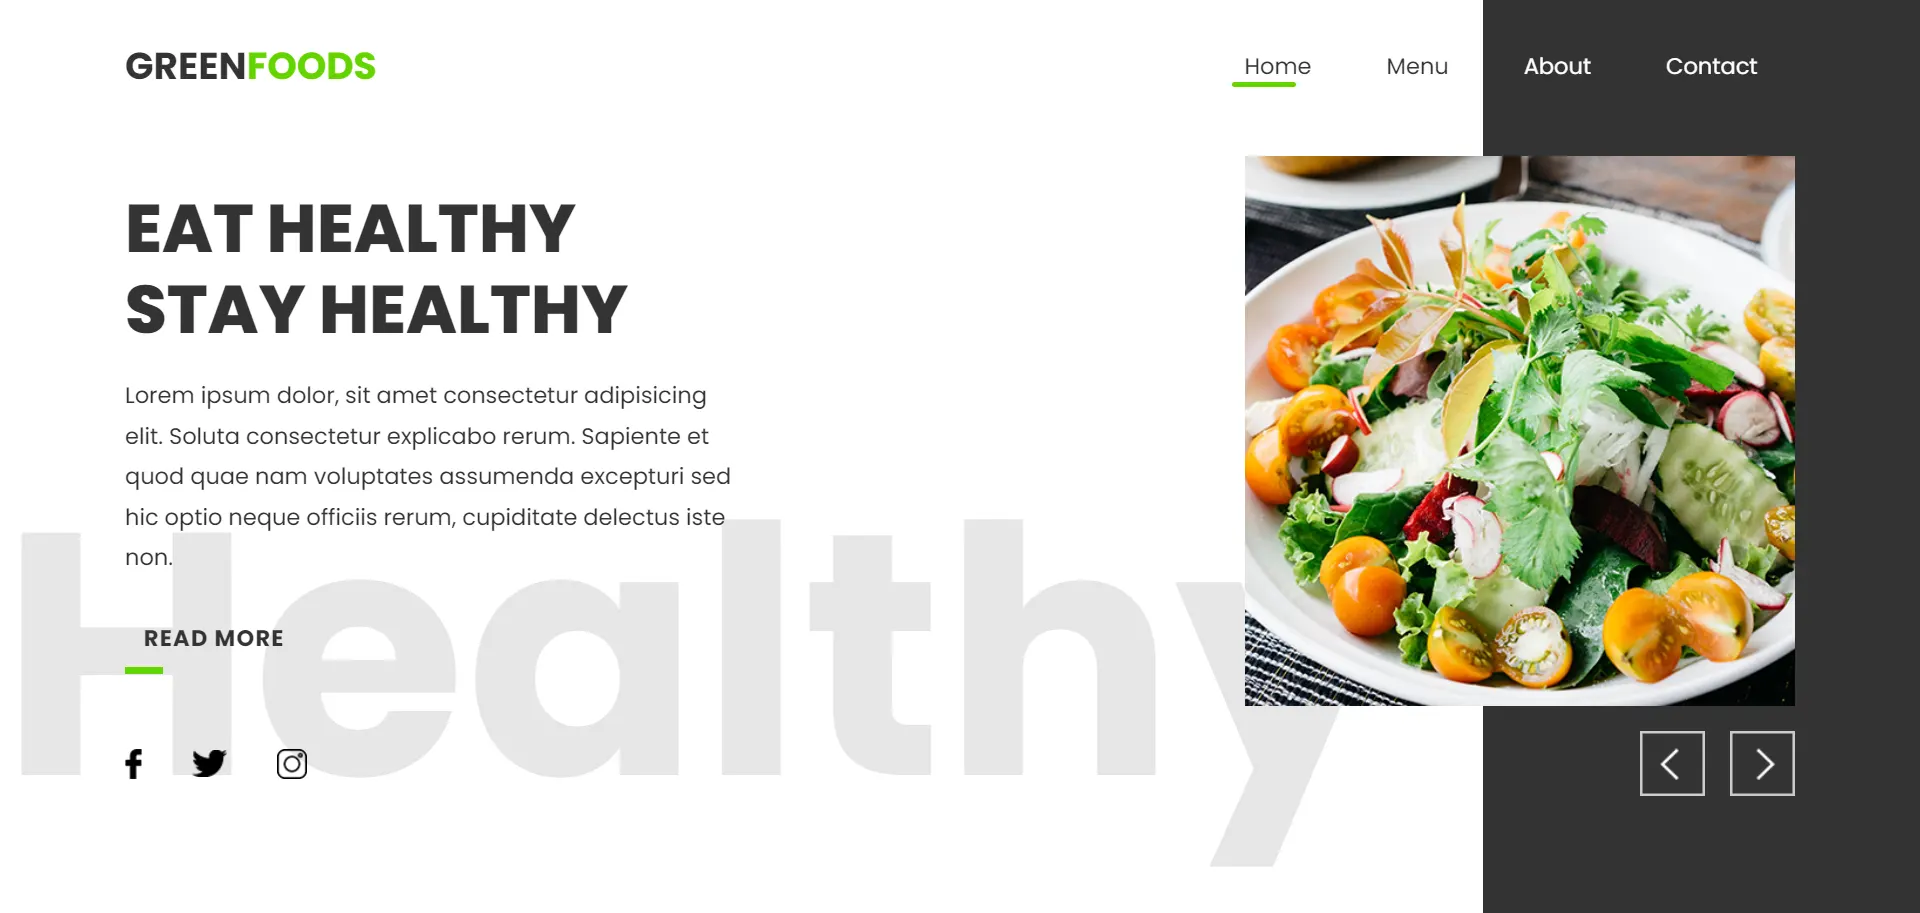 GREENFOODS
Home Menu About Contact
EAT HEALTHY
STAY HEALTHY
Lorem ipsum dolor, sit amet consectetur adipisicing
elit. Soluta consectetur explicabo rerum. Sapiente et
quod quae nam voluptates assumenda excepturi sed
hic optio neque officiis rerum, cupiditate delectus iste
non.
Healthy
READ MORE